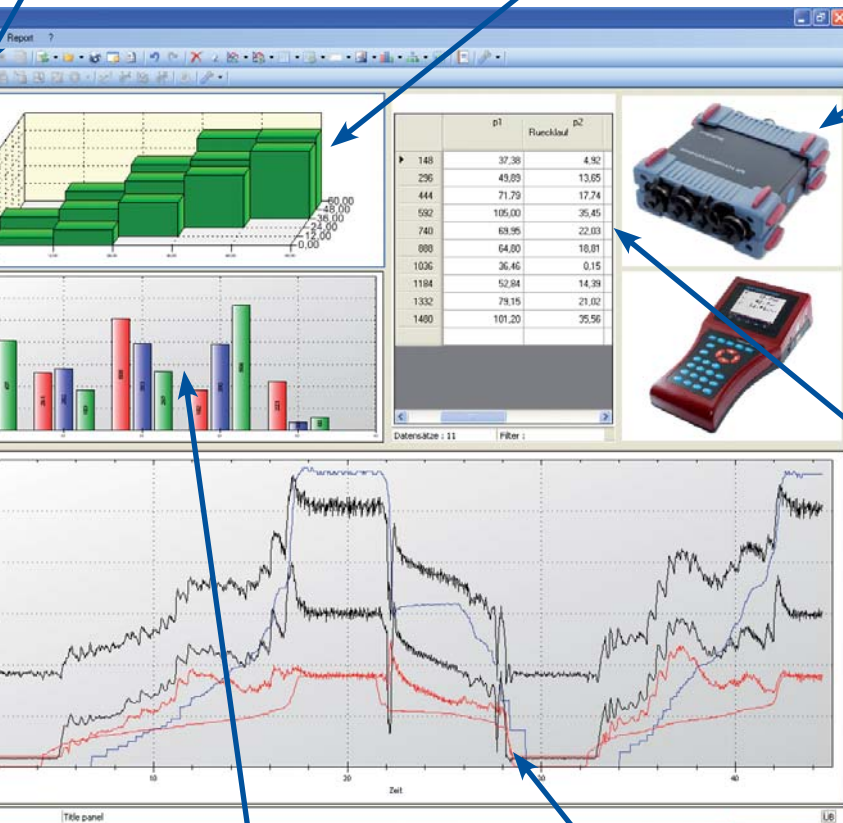 Report ?
60,00
48,00
36,00
24,00
12,00
0,00
p1 p2
Ruecklauf
148 37,38 4,92
296 49,89 13,65
444 71,79 17,74
592 105,00 35,45
740 69,95 22,03
888 64,80 18,81
1036 36,46 0,15
1184 52,84 14,39
1332 79,15 21,02
1480 101,20 35,56
Datensätze : 11 Filter :
10 20 30 40
Zeit
Title panel